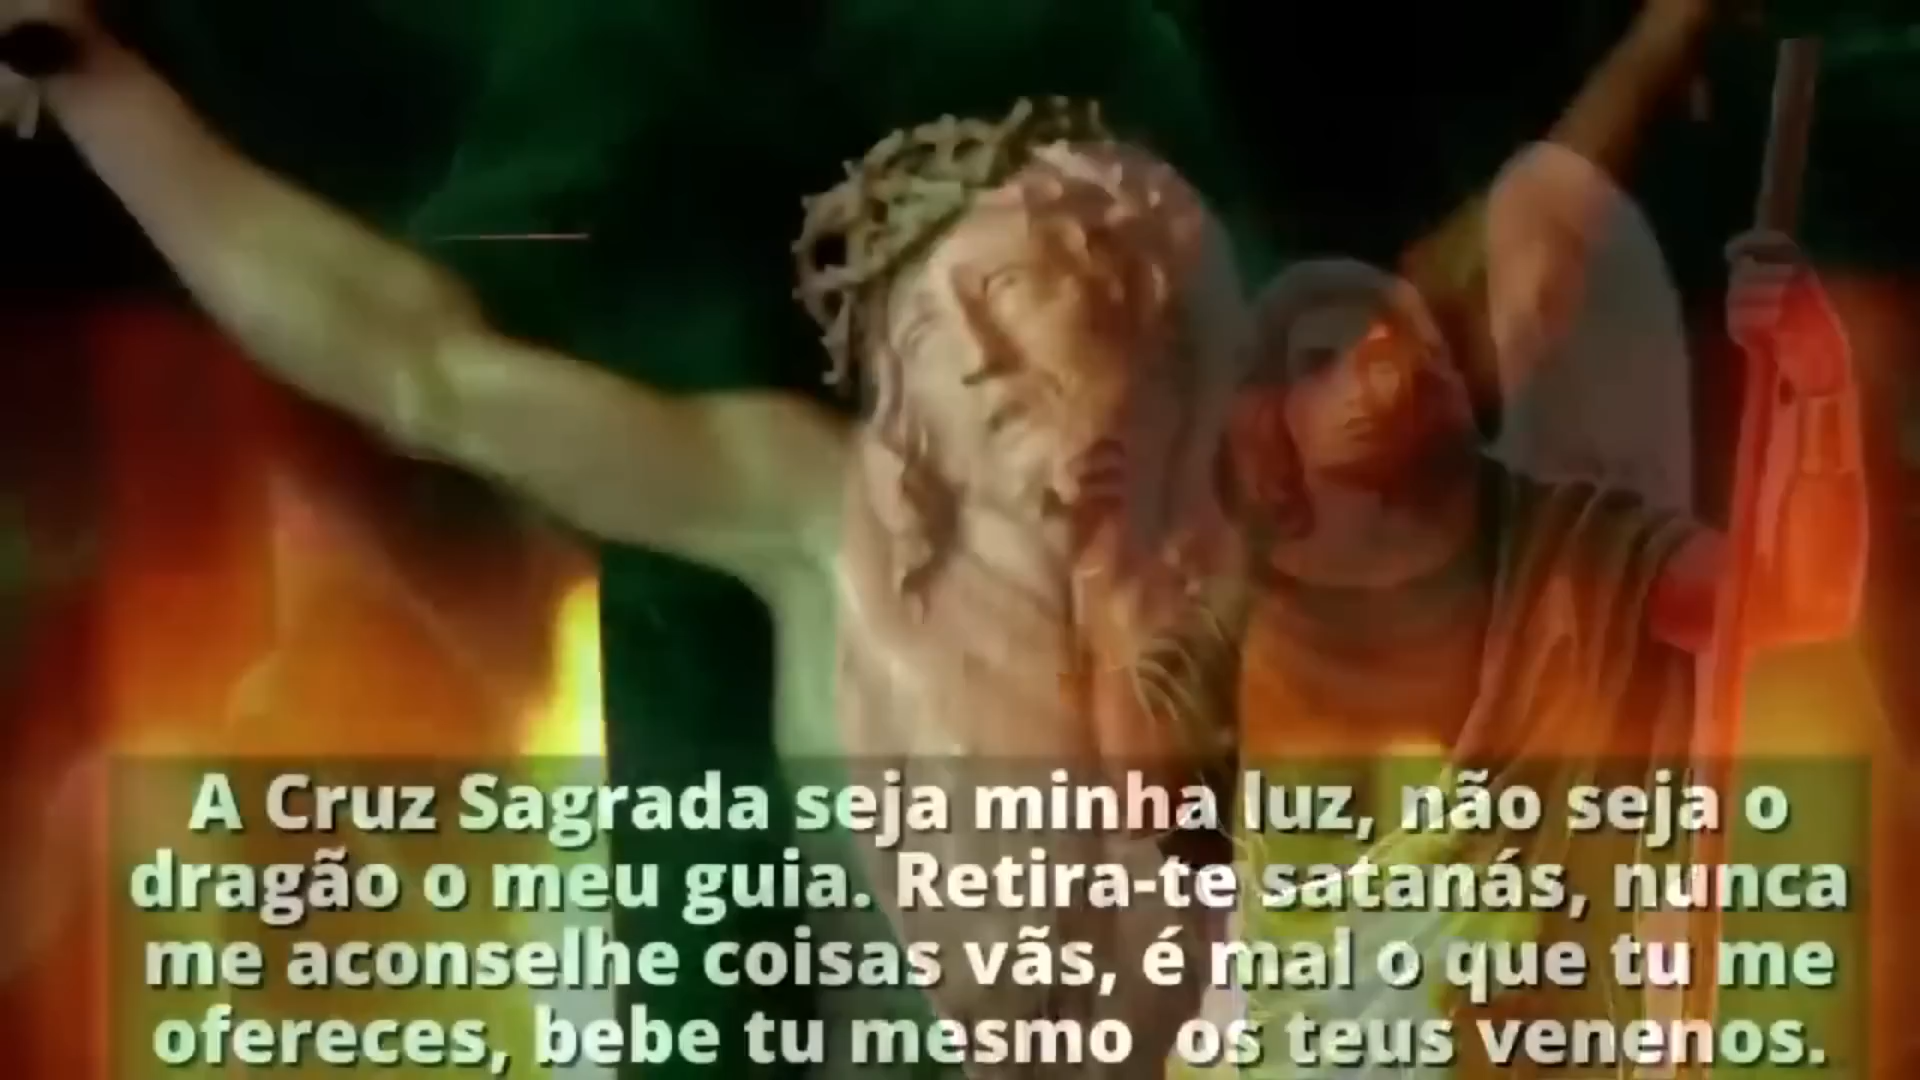 A Cruz Sagrada seja minha luz, não seja o
dragão o meu guia. Retira-te satanás, nunca
me aconselhe coisas vãs, é mal o que tu me
ofereces, bebe tu mesmo os teus venenos.